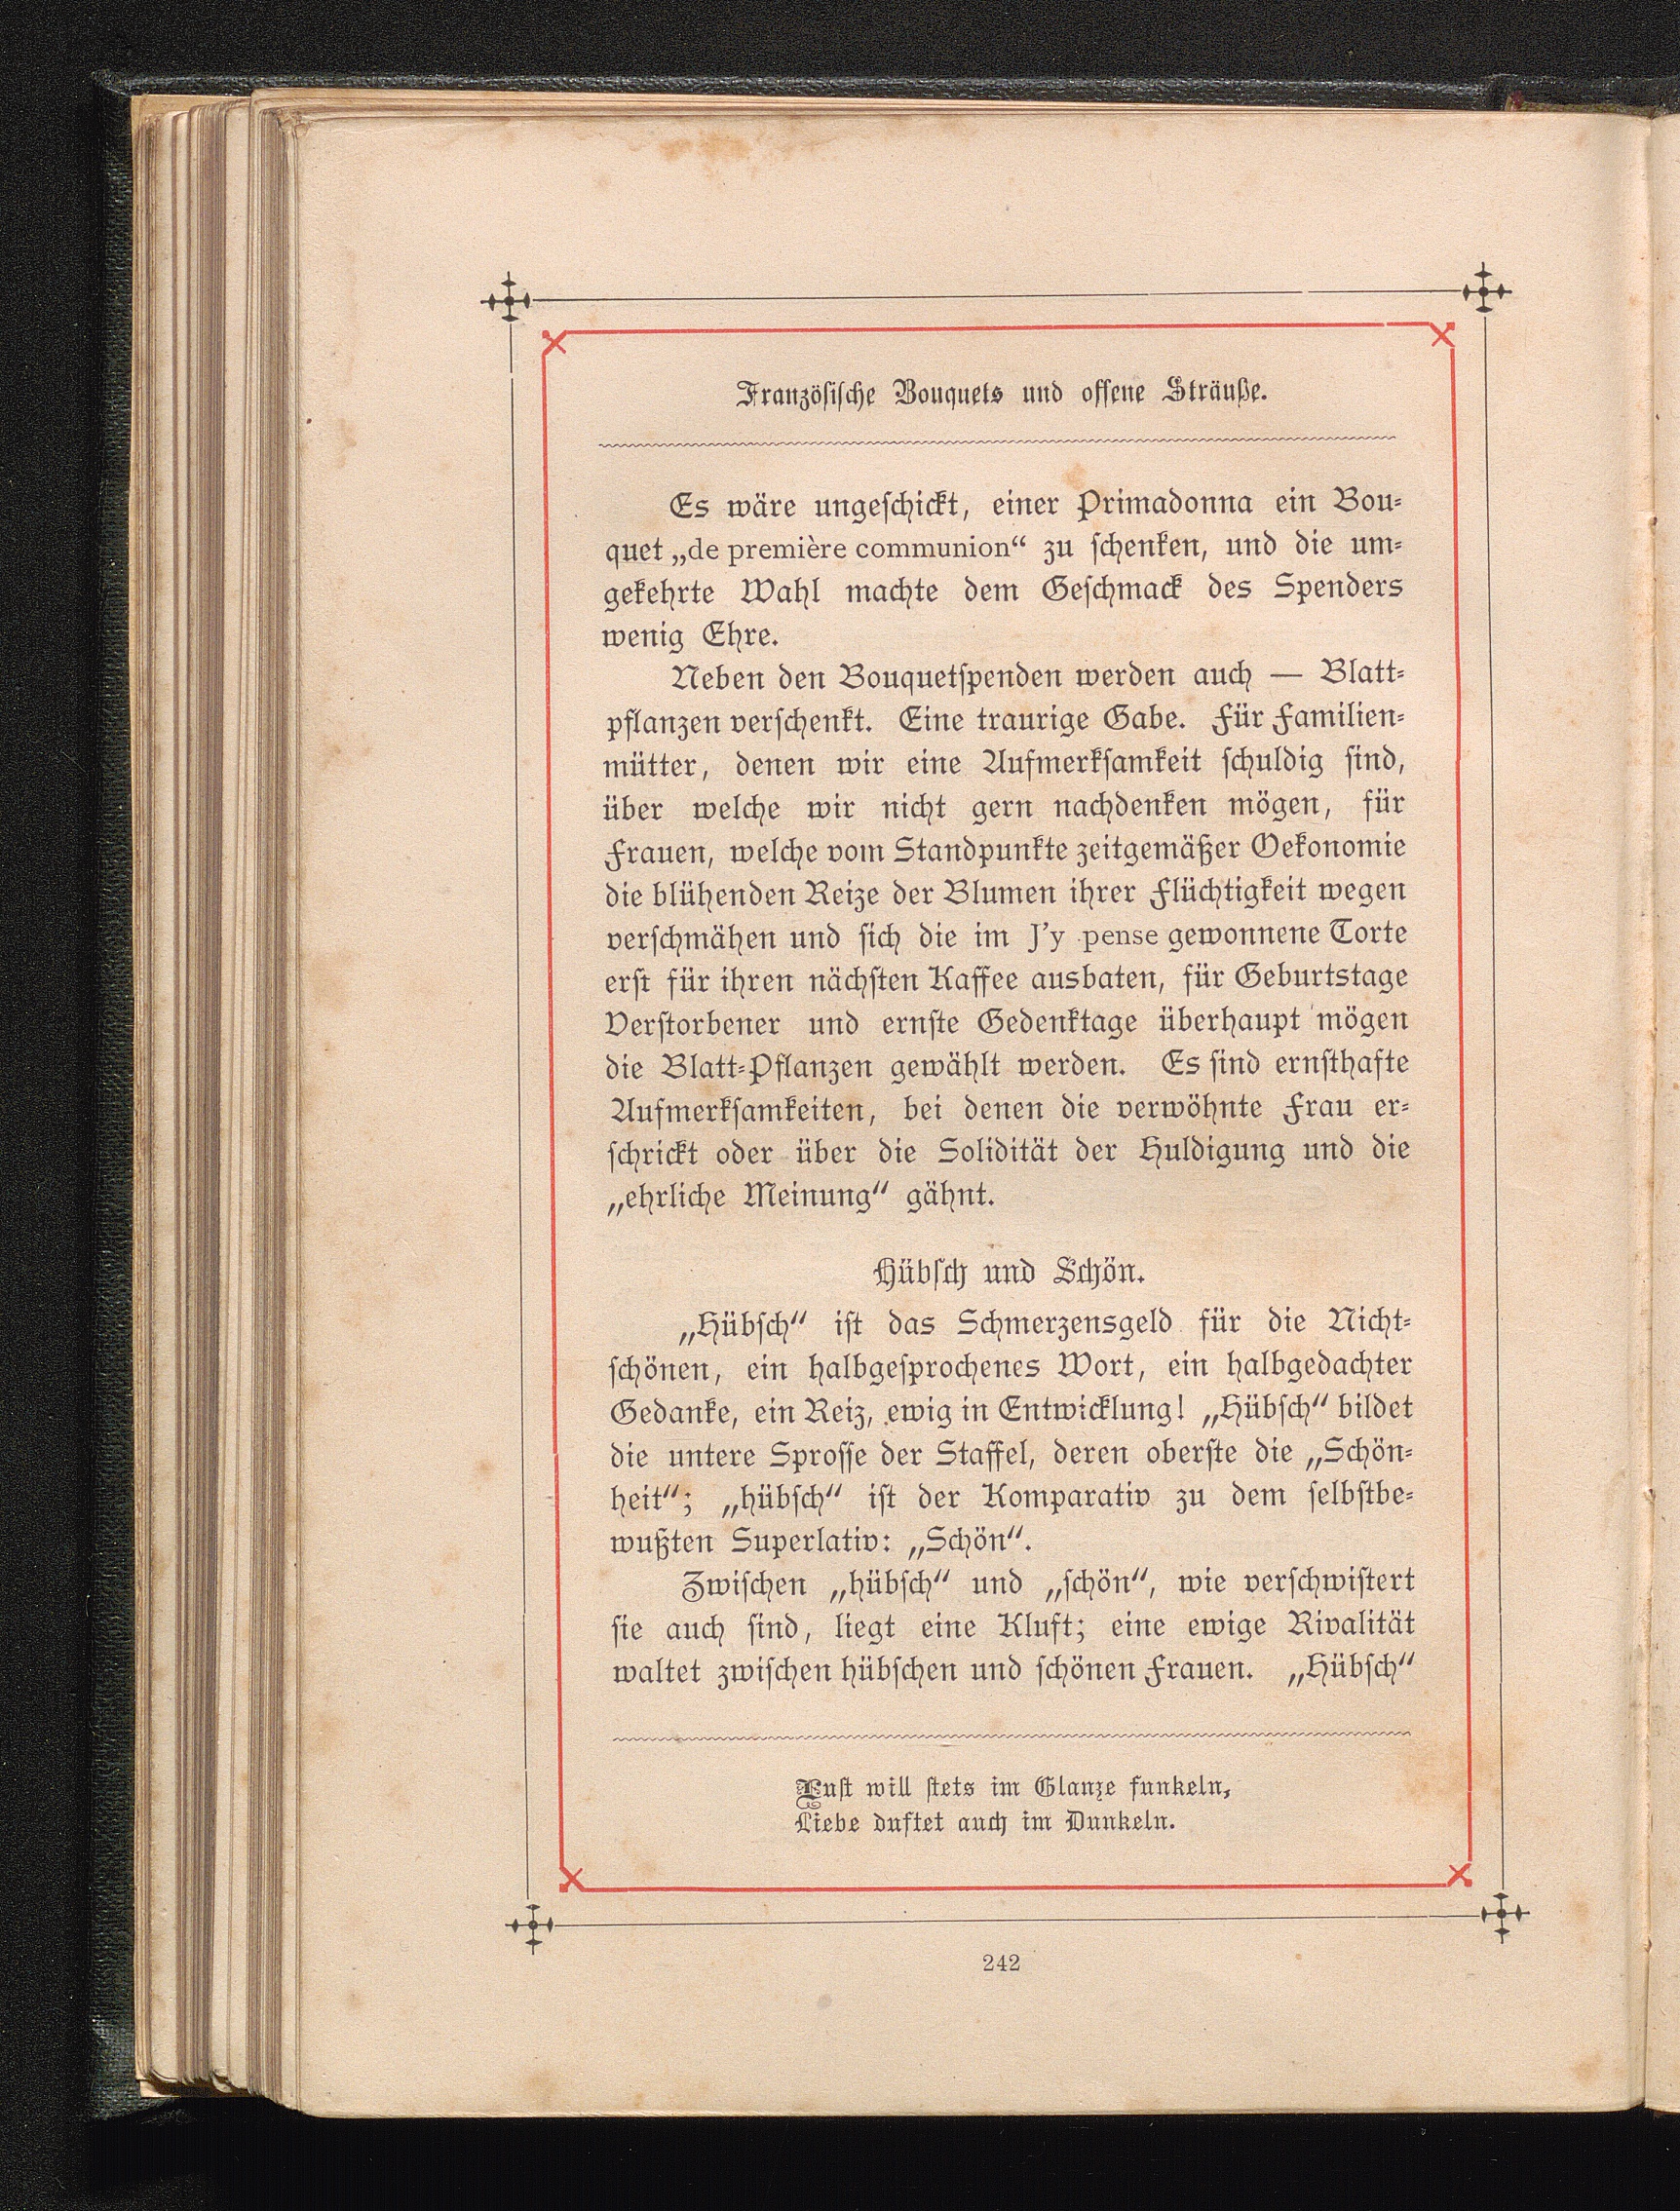 Französische Bouquets und offene Sträuße.
Es wäre ungeschickt, einer Primadonna ein Bou-
quet „de première communion“ zu schenken, und die um-
gekehrte Wahl machte dem Geschmack des Spenders
wenig Ehre.
Neben den Bouquetspenden werden auch — Blatt-
pflanzen verschenkt. Eine traurige Gabe. Für Familien-
mütter, denen wir eine Aufmerksamkeit schuldig sind,
über welche wir nicht gern nachdenken mögen, für
Frauen, welche vom Standpunkte zeitgemäßer Oekonomie
die blühenden Reize der Blumen ihrer Flüchtigkeit wegen
verschmähen und sich die im J’y pense gewonnene Torte
erst für ihren nächsten Kaffee ausbaten, für Geburtstage
Verstorbener und ernste Gedenktage überhaupt mögen
die Blatt-Pflanzen gewählt werden. Es sind ernsthafte
Aufmerksamkeiten, bei denen die verwöhnte Frau er-
schrickt oder über die Solidität der Huldigung und die
„ehrliche Meinung“ gähnt.
Hübsch und Schön.
„Hübsch“ ist das Schmerzensgeld für die Nicht-
schönen, ein halbgesprochenes Wort, ein halbgedachter
Gedanke, ein Reiz, ewig in Entwicklung! „Hübsch“ bildet
die untere Sprosse der Staffel, deren oberste die „Schön-
heit“; „hübsch“ ist der Komparativ zu dem selbstbe-
wußten Superlativ: „Schön“.
Zwischen „hübsch“ und „schön“, wie verschwistert
sie auch sind, liegt eine Kluft; eine ewige Rivalität
waltet zwischen hübschen und schönen Frauen. „Hübsch“
Lust will stets im Glanze funkeln,
Liebe duftet auch im Dunkeln.
242